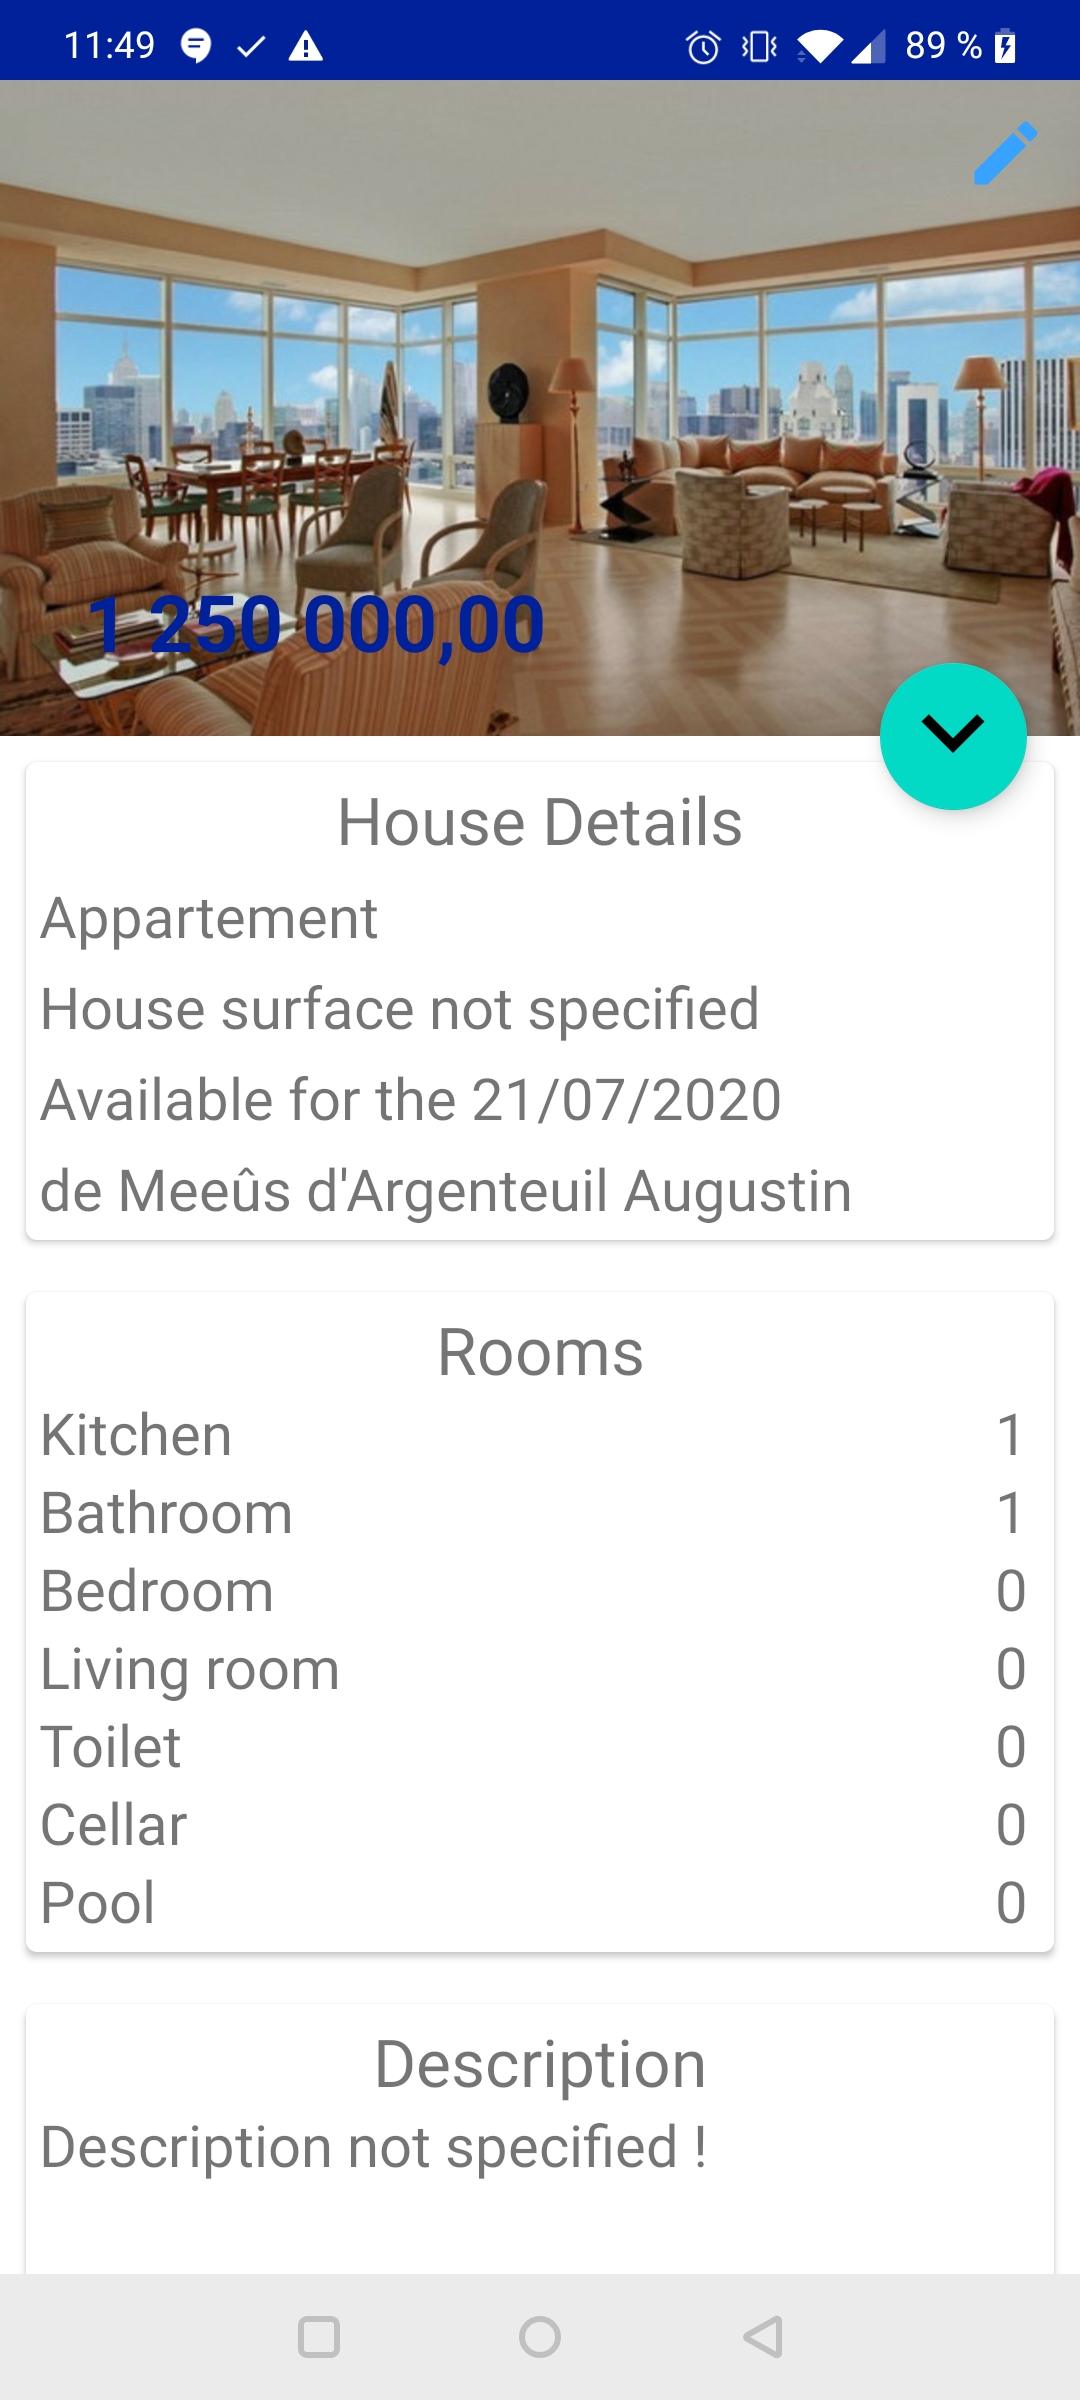 11:49
89 %
1 250 000,00
House Details
Appartement
House surface not specified
Available for the 21/07/2020
de Meeûs d'Argenteuil Augustin
Rooms
Kitchen 1
Bathroom 1
Bedroom 0
Living room 0
Toilet 0
Cellar 0
Pool 0
Description
Description not specified !